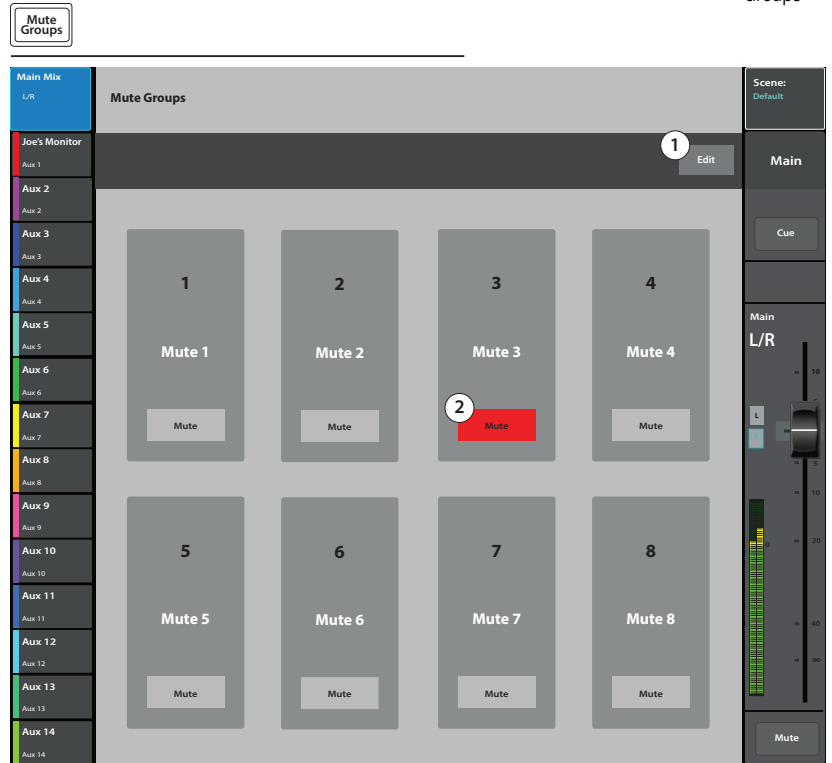 Groups
Mute
Groups
Main Mix
L/R
Joe's Monitor
Aux 1
Aux 2
Aux 2
Aux 3
Aux 3
Aux 4
Aux 4
Aux 5
Aux 5
Aux 6
Aux 6
Aux 7
Aux 7
Aux 8
Aux 8
Aux 9
Aux 9
Aux 10
Aux 10
Aux 11
Aux 11
Aux 12
Aux 12
Aux 13
Aux 13
Aux 14
Aux 14
Mute Groups
1
Edit
1
Mute 1
Mute
2
Mute 2
Mute
3
Mute 3
2
Mute
4
Mute 4
Mute
5
Mute 5
Mute
6
Mute 6
Mute
7
Mute 7
Mute
8
Mute 8
Mute
Scene:
Default
Main
Cue
Main
L/R
10
L
5
10
0
20
40
∞
Mute